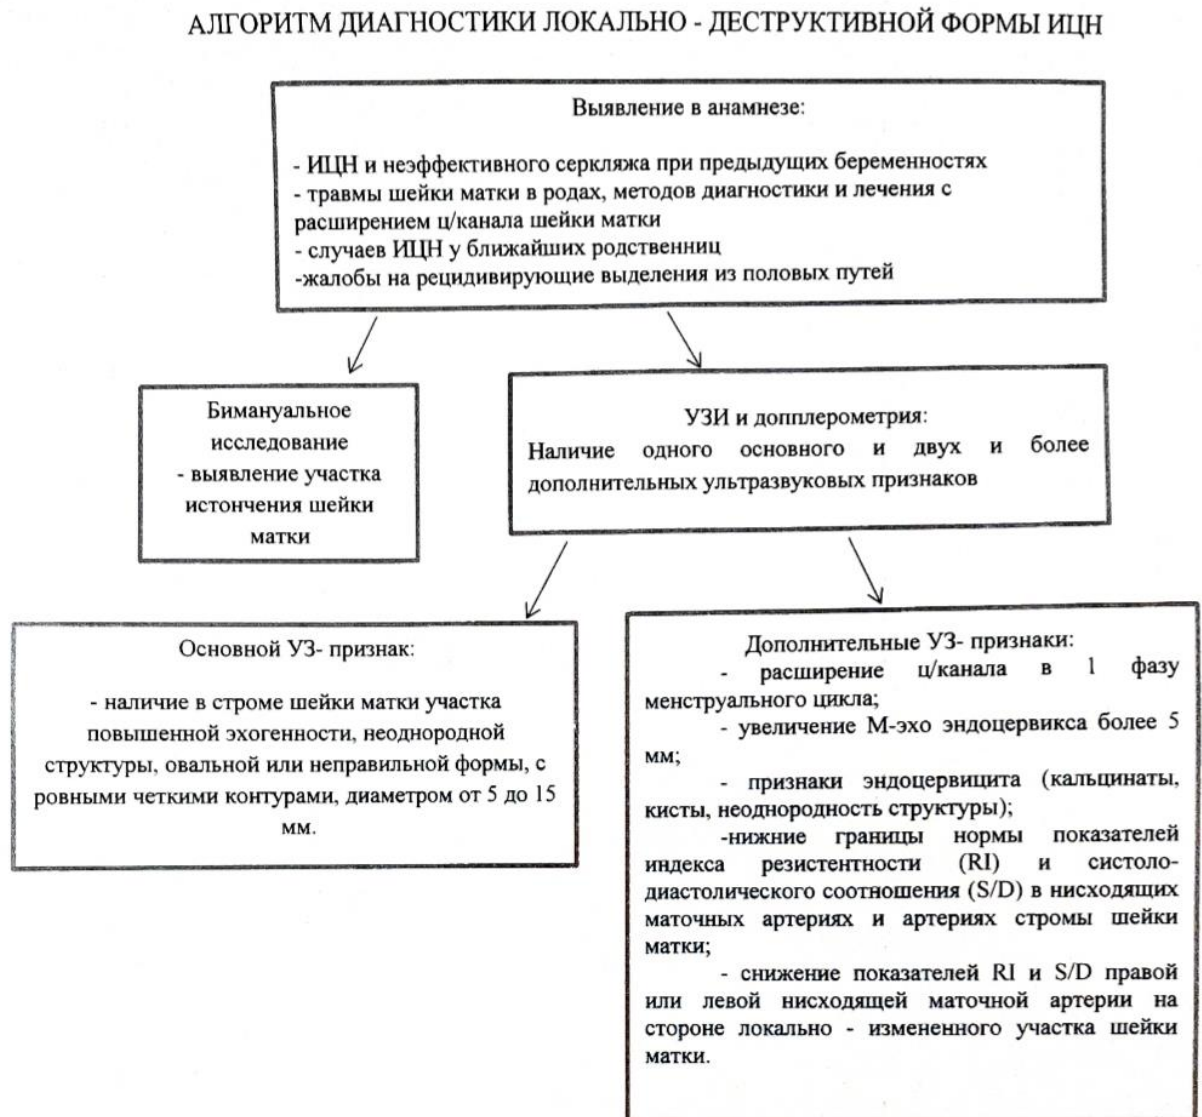 АЛГОРИТМ ДИАГНОСТИКИ ЛОКАЛЬНО - ДЕСТРУКТИВНОЙ ФОРМЫ ИЦН
Выявление в анамнезе:
- ИЦН и неэффективного серкляжа при предыдущих беременностях
- травмы шейки матки в родах, методов диагностики и лечения с
расширением ц/канала шейки матки
- случаев ИЦН у ближайших родственниц
-жалобы на рецидивирующие выделения из половых путей
Бимануальное
исследование
- выявление участка
истончения шейки
матки
УЗИ и допплерометрия:
Наличие одного основного и двух и более
дополнительных ультразвуковых признаков
Основной УЗ- признак:
- наличие в строме шейки матки участка
повышенной эхогенности, неоднородной
структуры, овальной или неправильной формы, с
ровными четкими контурами, диаметром от 5 до 15
мм.
Дополнительные УЗ- признаки:
- расширение ц/канала в 1 фазу
менструального цикла;
- увеличение М-эхо эндоцервикса более 5
мм;
- признаки эндоцервицита (кальцинаты,
кисты, неоднородность структуры);
-нижние границы нормы показателей
индекса резистентности (RI) и систоло-
диастолического соотношения (S/D) в нисходящих
маточных артериях и артериях стромы шейки
матки;
- снижение показателей RI и S/D правой
или левой нисходящей маточной артерии на
стороне локально - измененного участка шейки
матки.